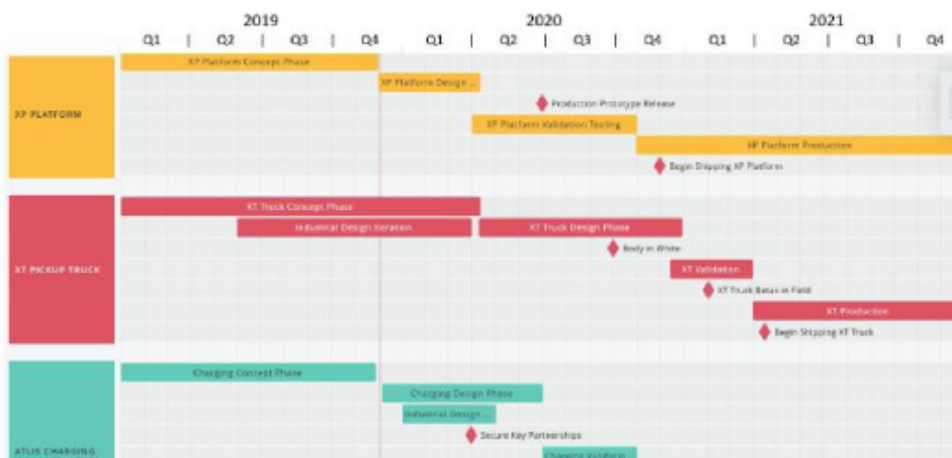 2019 2020 2021
Q1 Q2 Q3 Q4 Q1 Q2 Q3 Q4 Q1 Q2 Q3 Q4
XP Platform Concept Phase
XP Platform Design ...
XP PLATFORM
Production Prototype Release
XP Platform Validation Testing
XP Platform Production
Begin Shipping XP Platform
XT Truck Concept Phase
Industrial Design Iteration XT Truck Design Phase
Body in White
XT PICKUP TRUCK XT Validation
XT Truck Betas in Field
XT Production
Begin Shipping XT Truck
Charging Concept Phase
Charging Design Phase
Industrial Design ...
Secure Key Partnerships
ATLIS CHARGING Charging